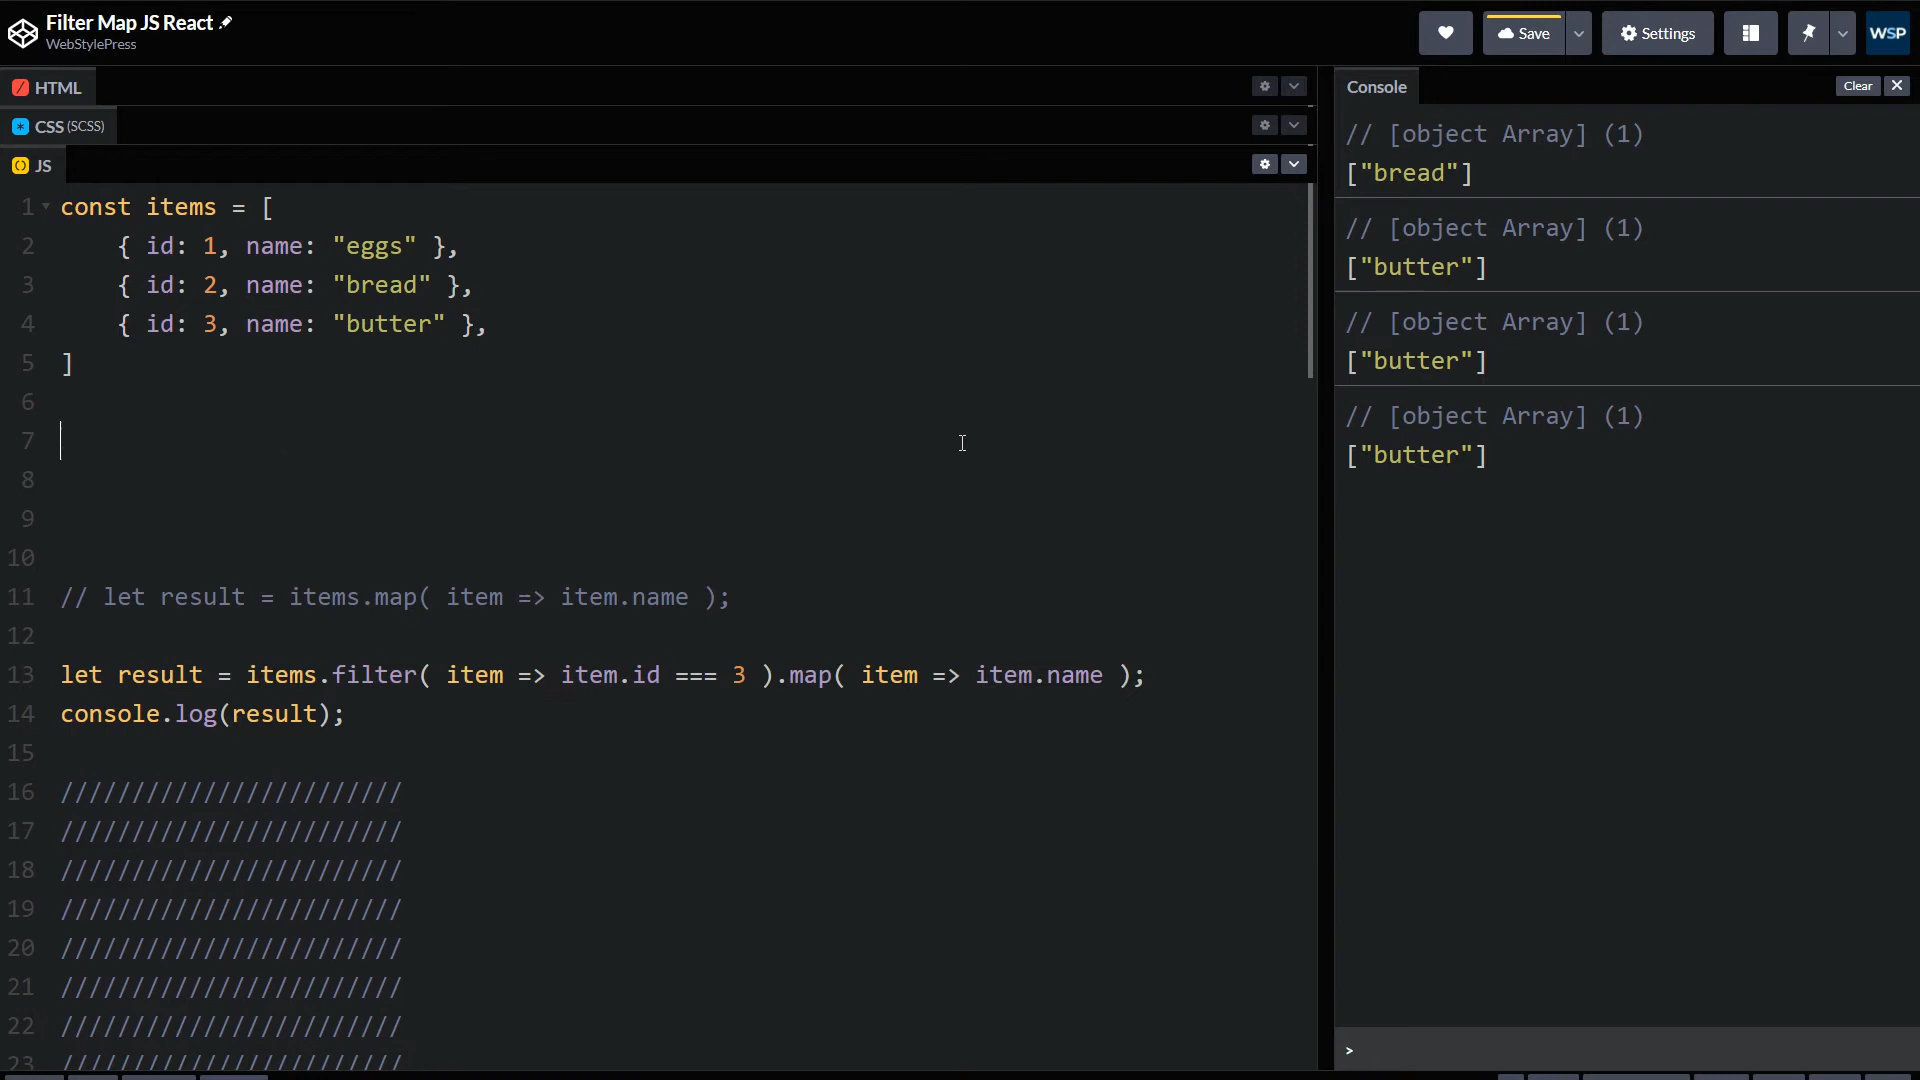 Filter Map JS React
WebStylePress
Save
Settings
WSP
HTML
CSS (SCSS)
JS
1 const items = [
2     { id: 1, name: "eggs" },
3     { id: 2, name: "bread" },
4     { id: 3, name: "butter" },
5 ]
6
7
8
9
10
11 // let result = items.map( item => item.name );
12
13 let result = items.filter( item => item.id === 3 ).map( item => item.name );
14 console.log(result);
15
16 ////////////////////////
17 ////////////////////////
18 ////////////////////////
19 ////////////////////////
20 ////////////////////////
21 ////////////////////////
22 ////////////////////////
23 ////////////////////////
Console
Clear
// [object Array] (1)
["bread"]
// [object Array] (1)
["butter"]
// [object Array] (1)
["butter"]
// [object Array] (1)
["butter"]
>